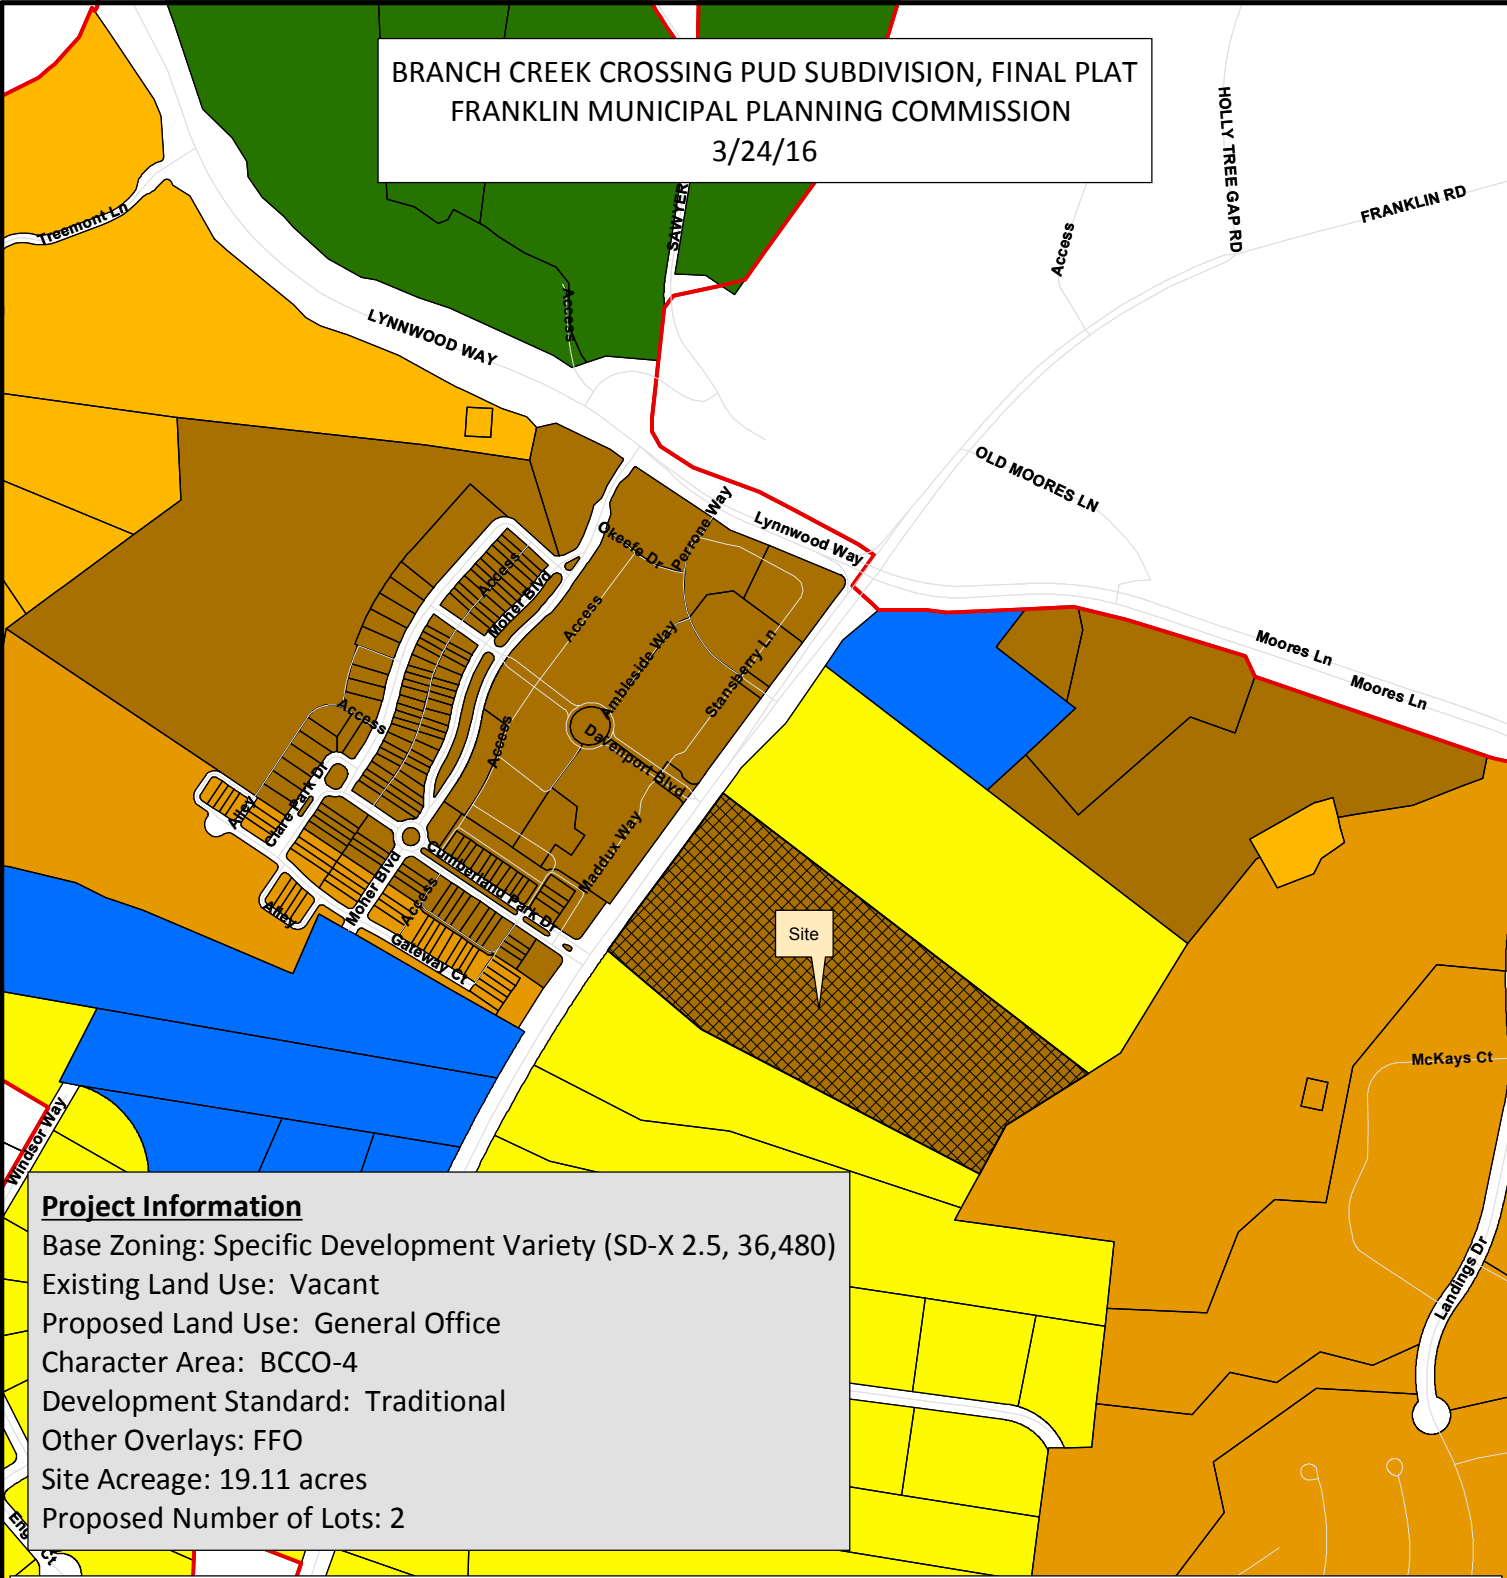 BRANCH CREEK CROSSING PUD SUBDIVISION, FINAL PLAT
FRANKLIN MUNICIPAL PLANNING COMMISSION
3/24/16
HOLLY TREE GAP RD
FRANKLIN RD
Access
SAWYER
Treemont Ln
Access
LYNNWOOD WAY
OLD MOORES LN
Perrone Way
Lynnwood Way
Okeefe Dr
Access
Moher Blvd
Access
Ambleside Way
Stansberry Ln
Moores Ln
Moores Ln
Access
Access
Davenport Blvd
Clare Park Dr
Alley
Maddux Way
Cumberland Park Dr
Moher Blvd
Access
Alley
Gateway Ct
Site
McKays Ct
Windsor Way
Landings Dr
Project Information
Base Zoning: Specific Development Variety (SD-X 2.5, 36,480)
Existing Land Use: Vacant
Proposed Land Use: General Office
Character Area: BCCO-4
Development Standard: Traditional
Other Overlays: FFO
Site Acreage: 19.11 acres
Proposed Number of Lots: 2
Ct